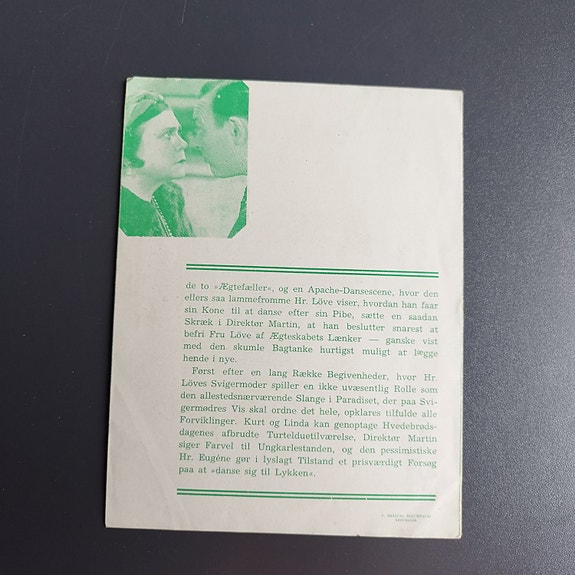 de to »Ægtefæller«, og en Apache-Dansescene, hvor den
ellers saa lammefromme Hr. Löve viser, hvordan han faar
sin Kone til at danse efter sin Pibe, sætte en saadan
Skræk i Direktør Martin, at han beslutter snarest at
befri Fru Löve af Ægteskabets Lænker — ganske vist
med den skumle Bagtanke hurtigst muligt at lægge
hende i nye.
Først efter en lang Række Begivenheder, hvor Hr.
Löves Svigermoder spiller en ikke uvæsentlig Rolle som
den allestedsnærværende Slange i Paradiset, der paa Svi-
germødres Vis skal ordne det hele, opklares tilfulde alle
Forviklinger. Kurt og Linda kan genoptage Hvedebrøds-
dagenes afbrudte Turtelduetilværelse, Direktør Martin
siger Farvel til Ungkarlestanden, og den pessimistiske
Hr. Eugéne gør i lyslagt Tilstand et prisværdigt Forsøg
paa at »danse sig til Lykken«.